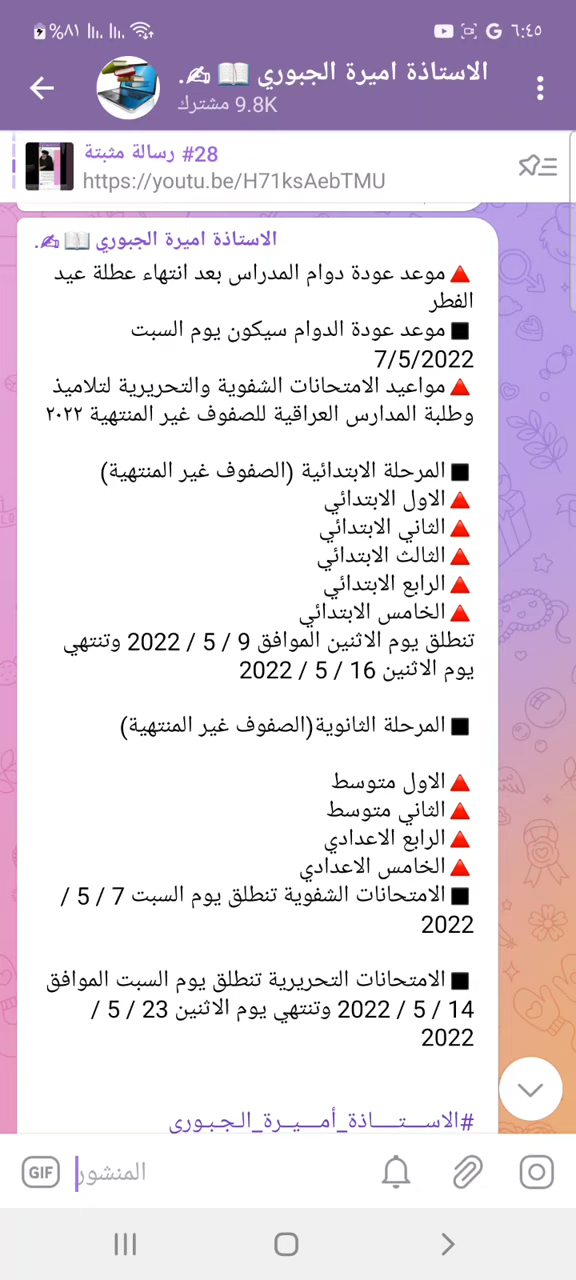 ٦:٤٥
٨١%
الاستاذة اميرة الجبوري 📖✍️.
9.8K مشترك
#28 رسالة مثبتة
https://youtu.be/H71ksAebTMU
الاستاذة اميرة الجبوري 📖✍️.
🔺موعد عودة دوام المدراس بعد انتهاء عطلة عيد
الفطر
◼️موعد عودة الدوام سيكون يوم السبت
7/5/2022
🔺مواعيد الامتحانات الشفوية والتحريرية لتلاميذ
وطلبة المدارس العراقية للصفوف غير المنتهية ٢٠٢٢
◼️المرحلة الابتدائية (الصفوف غير المنتهية)
🔺الاول الابتدائي
🔺الثاني الابتدائي
🔺الثالث الابتدائي
🔺الرابع الابتدائي
🔺الخامس الابتدائي
تنطلق يوم الاثنين الموافق 9 / 5 / 2022 وتنتهي
يوم الاثنين 16 / 5 / 2022
◼️المرحلة الثانوية(الصفوف غير المنتهية)
🔺الاول متوسط
🔺الثاني متوسط
🔺الرابع الاعدادي
🔺الخامس الاعدادي
◼️الامتحانات الشفوية تنطلق يوم السبت 7 / 5 /
2022
◼️الامتحانات التحريرية تنطلق يوم السبت الموافق
14 / 5 / 2022 وتنتهي يوم الاثنين 23 / 5 /
2022
#الاســتــــاذة_أمـــيــرة_الـجـبـوري
المنشور
GIF